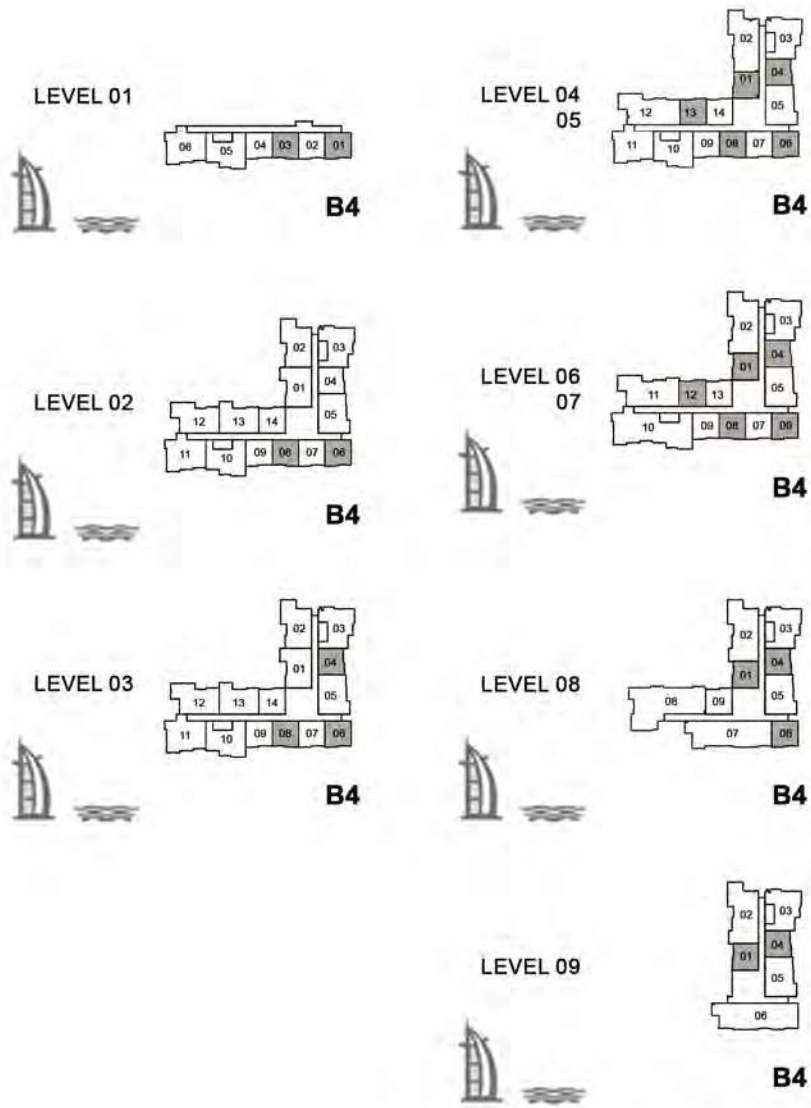 LEVEL 01
06 05 04 03 02 01
B4
LEVEL 02
02 03
01 04
05
12 13 14
11 10 09 08 07 06
B4
LEVEL 03
02 03
01 04
05
12 13 14
11 10 09 08 07 06
B4
LEVEL 04
05
02 03
01 04
05
12 13 14
11 10 09 08 07 06
B4
LEVEL 06
07
02 03
01 04
05
11 12 13
10 09 08 07 06
B4
LEVEL 08
02 03
01 04
05
08 09
07 06
B4
LEVEL 09
02 03
01 04
05
06
B4